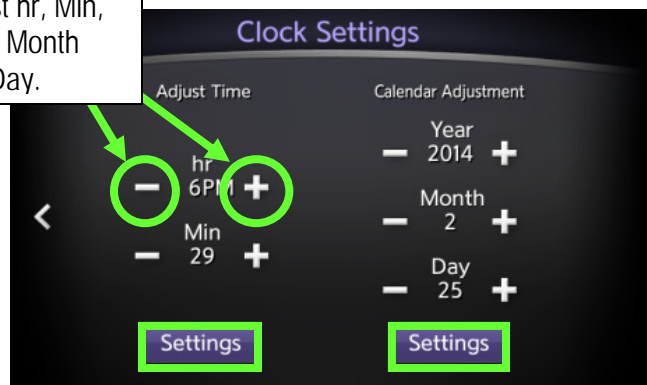 hr, Min,
Month
Day.
Clock Settings
Adjust Time
Calendar Adjustment
hr
– 6PM +
Min
– 29 +
Year
– 2014 +
Month
– 2 +
Day
– 25 +
<
Settings
Settings